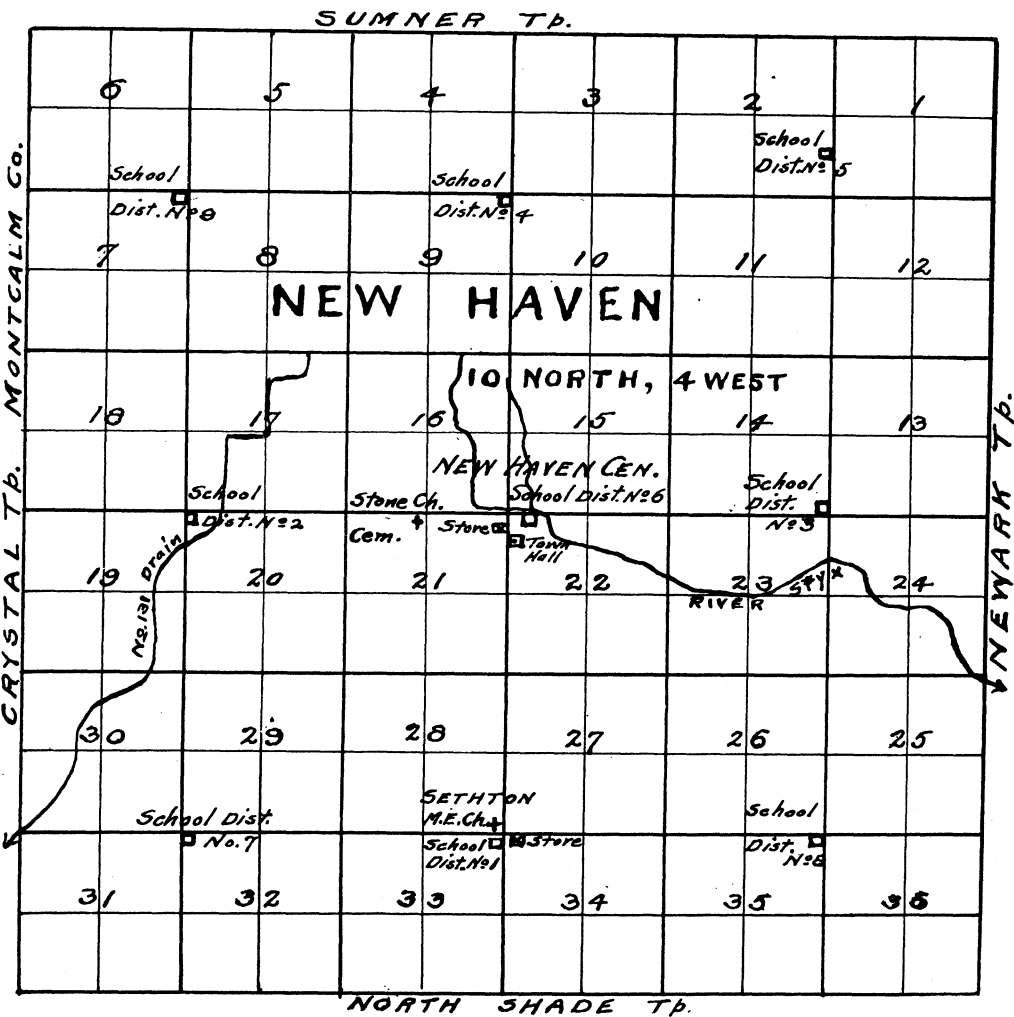 SUMNER Tp.
6 5 4 3 2 1
School
Dist. No 5
School
Dist. No 9
School
Dist. No 4
7 8 9 10 11 12
NEW HAVEN
10 NORTH, 4 WEST
18 17 16 15 14 13
NEW HAVEN CEN.
School
Dist. No 2
Stone Ch.
Cem.
School Dist. No 6
Store
Town
Hall
School
Dist.
No 3
No. 131 Drain
19 20 21 22 23 24
RIVER STYX
30 29 28 27 26 25
School Dist.
No. 7
SETHTON
M.E. Ch.
School
Dist. No 1
Store
School
Dist.
No 8
31 32 33 34 35 36
NORTH SHADE Tp.
CRYSTAL Tp. MONTCALM Co.
NEWARK Tp.